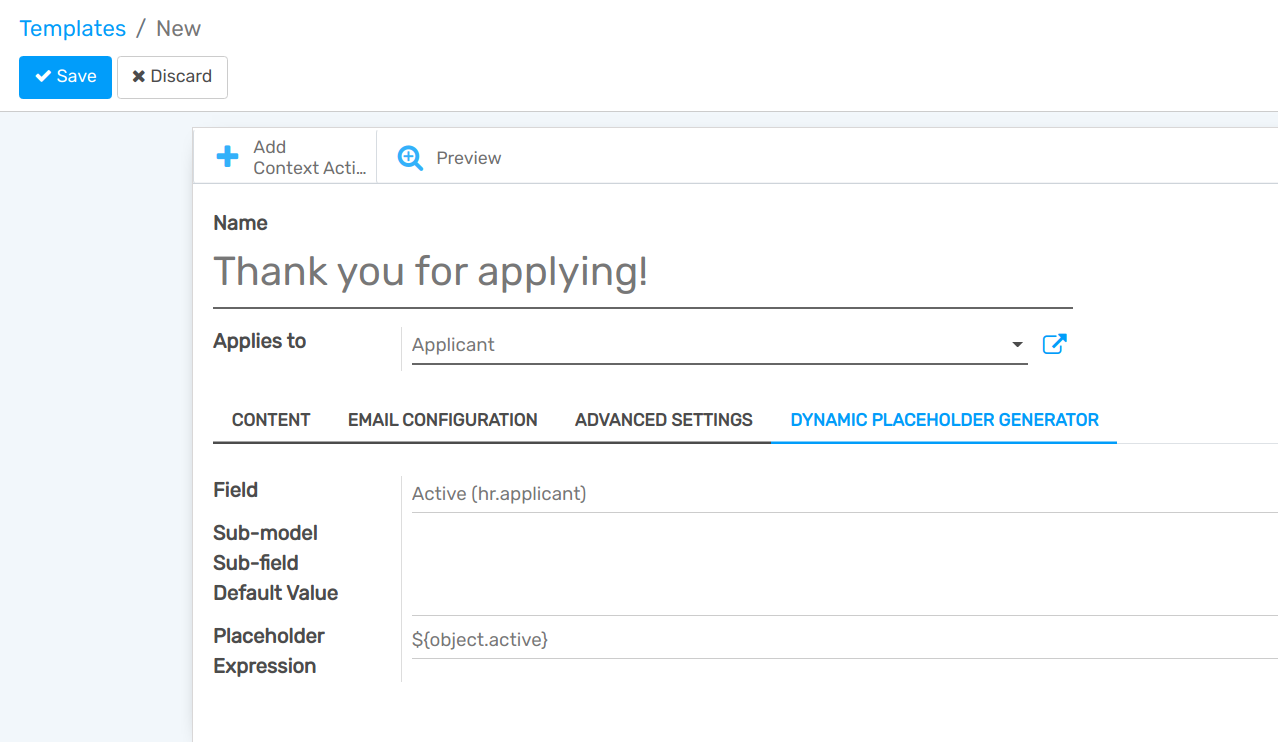 Templates / New
Save Discard
Add
Context Acti...
Preview
Name
Thank you for applying!
Applies to
Applicant
CONTENT EMAIL CONFIGURATION ADVANCED SETTINGS DYNAMIC PLACEHOLDER GENERATOR
Field
Active (hr.applicant)
Sub-model
Sub-field
Default Value
Placeholder
Expression
${object.active}